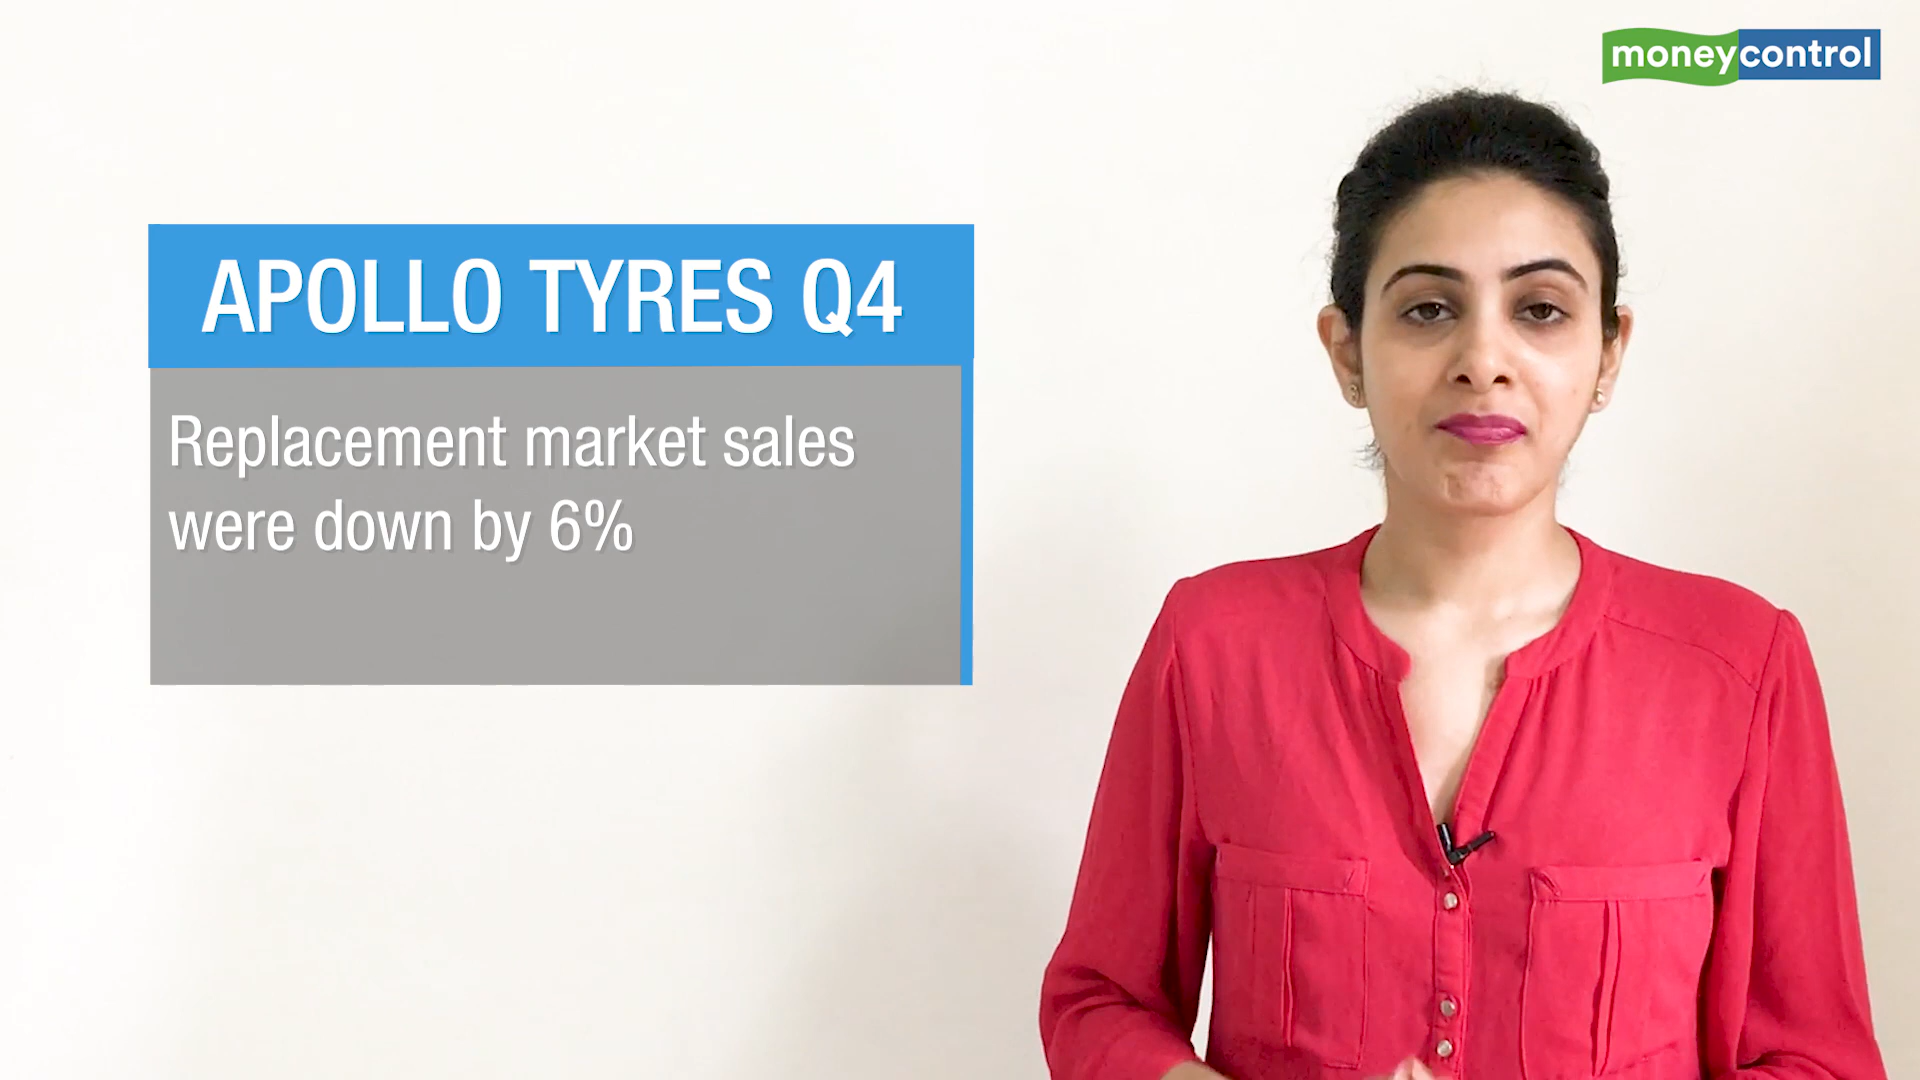 moneycontrol
APOLLO TYRES Q4
Replacement market sales
were down by 6%